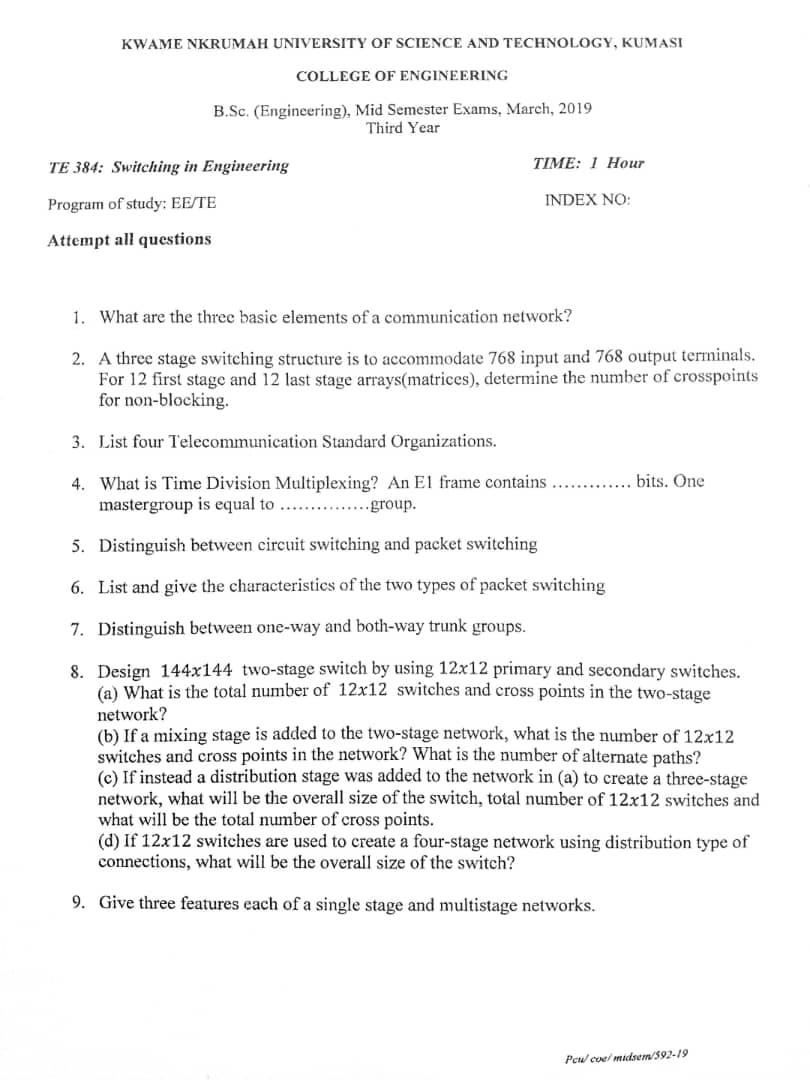 KWAME NKRUMAH UNIVERSITY OF SCIENCE AND TECHNOLOGY, KUMASI
COLLEGE OF ENGINEERING
B.Sc. (Engineering), Mid Semester Exams, March, 2019
Third Year
TE 384: Switching in Engineering
TIME: 1 Hour
Program of study: EE/TE
INDEX NO:
Attempt all questions
1. What are the three basic elements of a communication network?
2. A three stage switching structure is to accommodate 768 input and 768 output terminals.
For 12 first stage and 12 last stage arrays(matrices), determine the number of crosspoints
for non-blocking.
3. List four Telecommunication Standard Organizations.
4. What is Time Division Multiplexing? An E1 frame contains ............. bits. One
mastergroup is equal to ...............group.
5. Distinguish between circuit switching and packet switching
6. List and give the characteristics of the two types of packet switching
7. Distinguish between one-way and both-way trunk groups.
8. Design 144x144 two-stage switch by using 12x12 primary and secondary switches.
(a) What is the total number of 12x12 switches and cross points in the two-stage
network?
(b) If a mixing stage is added to the two-stage network, what is the number of 12x12
switches and cross points in the network? What is the number of alternate paths?
(c) If instead a distribution stage was added to the network in (a) to create a three-stage
network, what will be the overall size of the switch, total number of 12x12 switches and
what will be the total number of cross points.
(d) If 12x12 switches are used to create a four-stage network using distribution type of
connections, what will be the overall size of the switch?
9. Give three features each of a single stage and multistage networks.
Pcu/ coe/ midsem/592-19